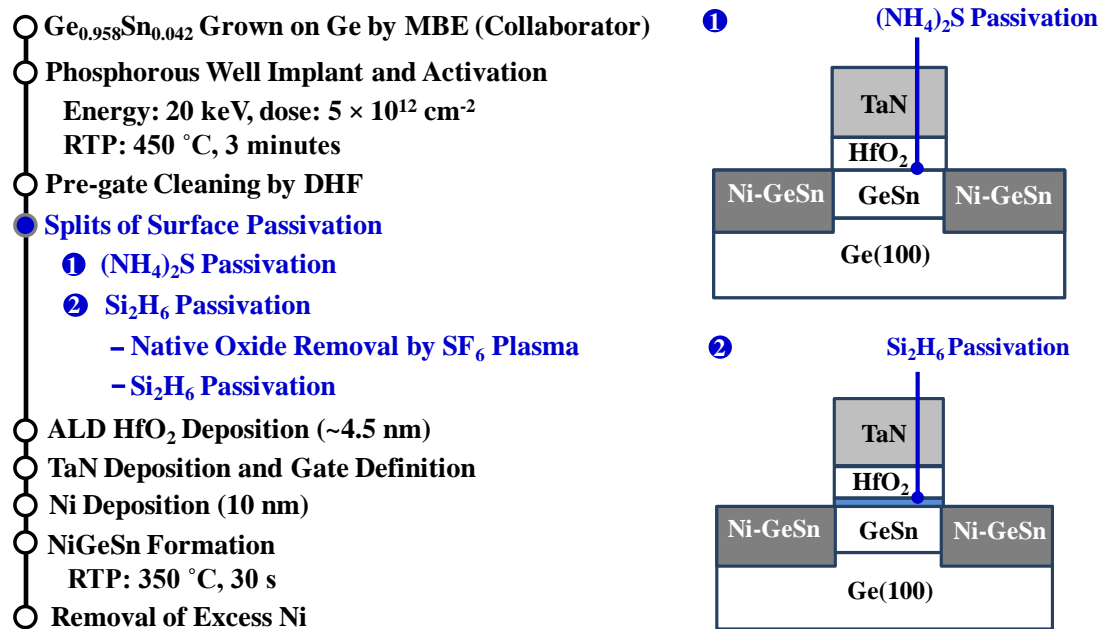 Ge₀.₉₅₈Sn₀.₀₄₂ Grown on Ge by MBE (Collaborator)
Phosphorous Well Implant and Activation
Energy: 20 keV, dose: 5 × 10¹² cm⁻²
RTP: 450 ˚C, 3 minutes
Pre-gate Cleaning by DHF
Splits of Surface Passivation
❶ (NH₄)₂S Passivation
❷ Si₂H₆ Passivation
– Native Oxide Removal by SF₆ Plasma
– Si₂H₆ Passivation
ALD HfO₂ Deposition (~4.5 nm)
TaN Deposition and Gate Definition
Ni Deposition (10 nm)
NiGeSn Formation
RTP: 350 ˚C, 30 s
Removal of Excess Ni
❶ (NH₄)₂S Passivation
TaN
HfO₂
Ni-GeSn GeSn Ni-GeSn
Ge(100)
❷ Si₂H₆ Passivation
TaN
HfO₂
Ni-GeSn GeSn Ni-GeSn
Ge(100)